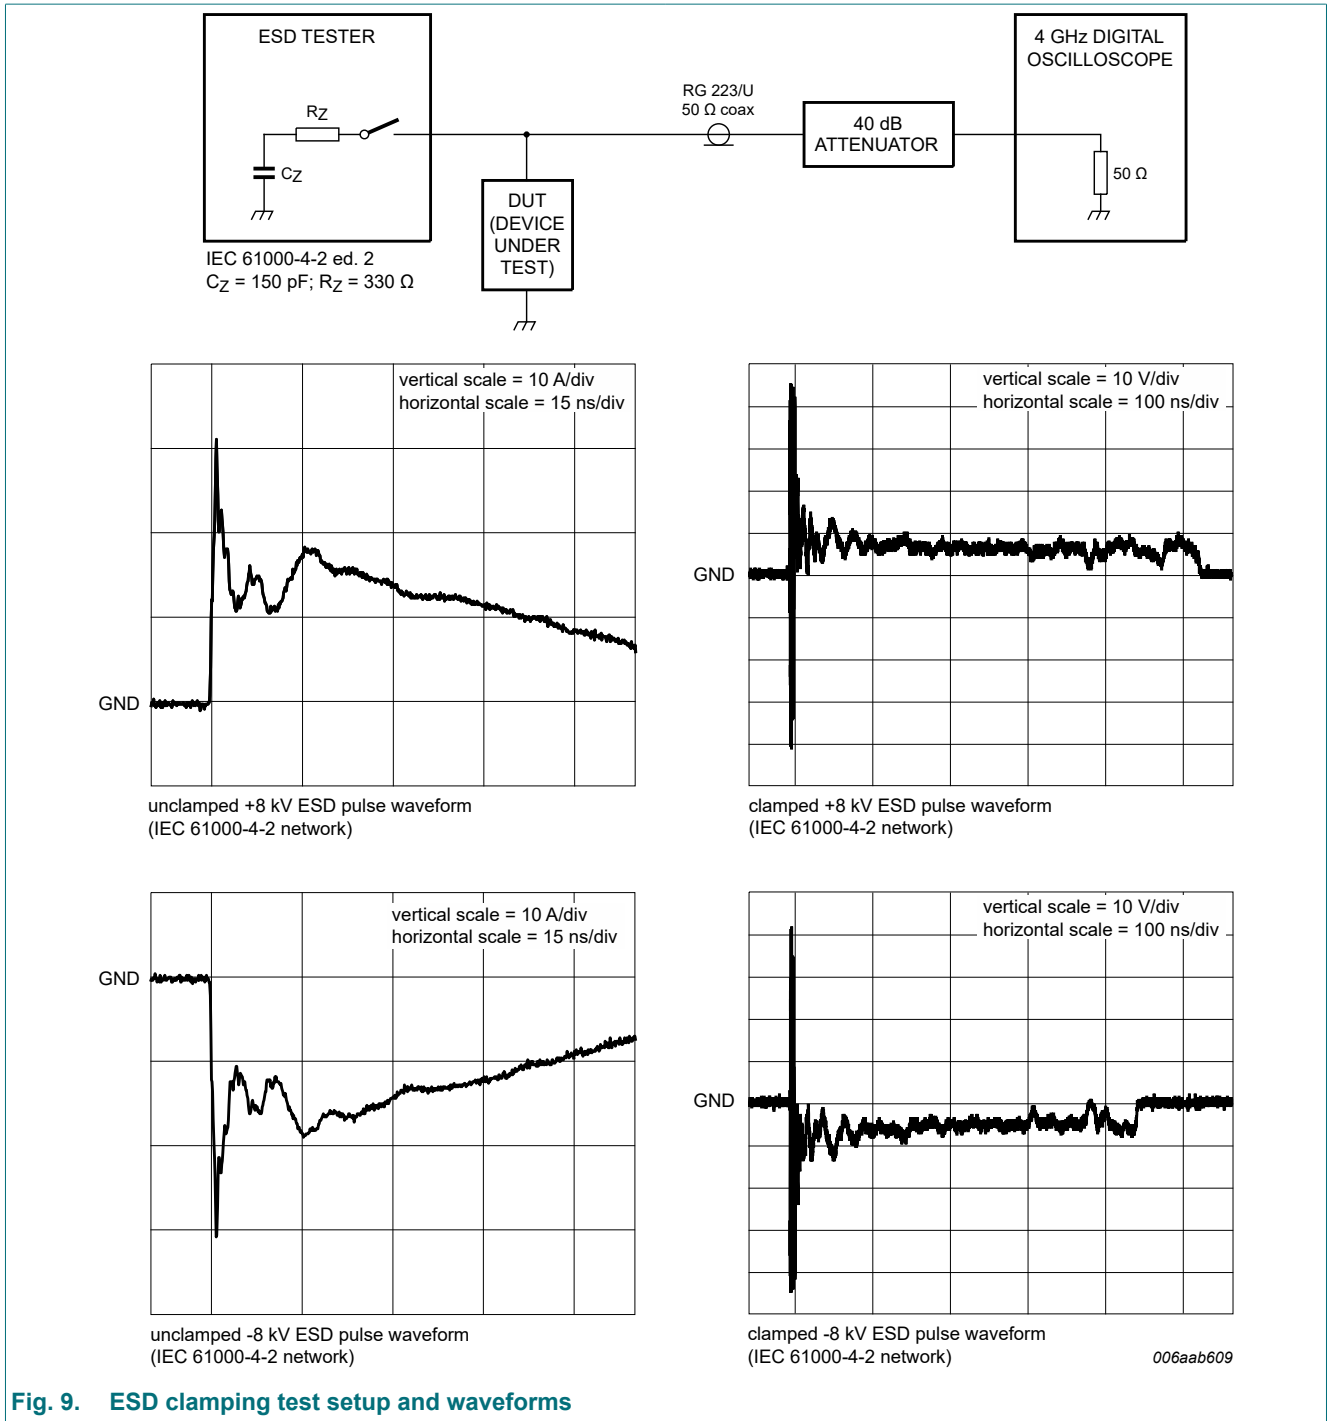 ESD TESTER
4 GHz DIGITAL
OSCILLOSCOPE
RG 223/U
50 Ω coax
RZ
CZ
40 dB
ATTENUATOR
50 Ω
DUT
(DEVICE
UNDER
TEST)
IEC 61000-4-2 ed. 2
CZ = 150 pF; RZ = 330 Ω
vertical scale = 10 A/div
horizontal scale = 15 ns/div
GND
unclamped +8 kV ESD pulse waveform
(IEC 61000-4-2 network)
vertical scale = 10 V/div
horizontal scale = 100 ns/div
GND
clamped +8 kV ESD pulse waveform
(IEC 61000-4-2 network)
vertical scale = 10 A/div
horizontal scale = 15 ns/div
GND
unclamped -8 kV ESD pulse waveform
(IEC 61000-4-2 network)
vertical scale = 10 V/div
horizontal scale = 100 ns/div
GND
clamped -8 kV ESD pulse waveform
(IEC 61000-4-2 network)
006aab609
Fig. 9. ESD clamping test setup and waveforms